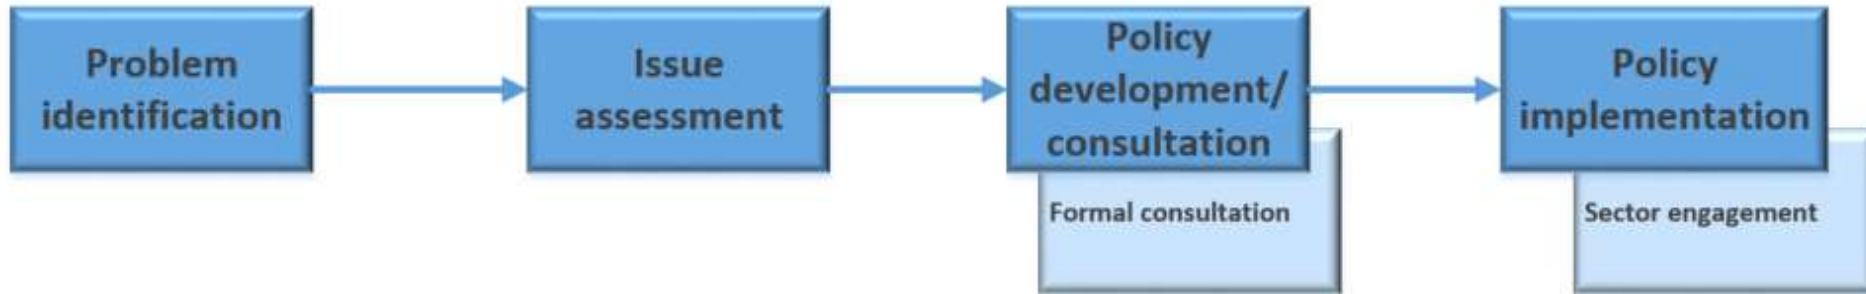 Problem
identification
Issue
assessment
Policy
development/
consultation
Formal consultation
Policy
implementation
Sector engagement